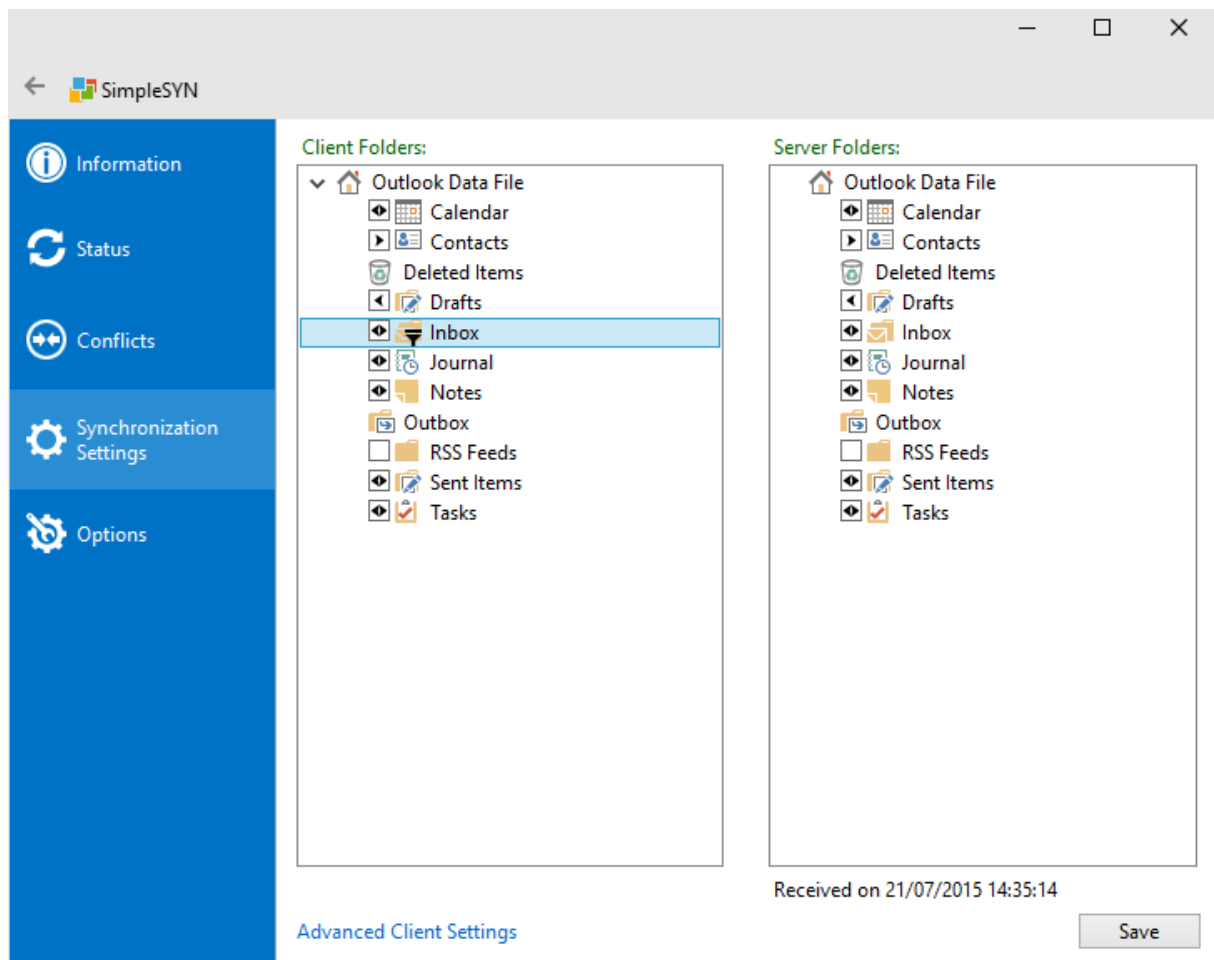 SimpleSYN
Information
Status
Conflicts
Synchronization
Settings
Options
Client Folders:
Outlook Data File
Calendar
Contacts
Deleted Items
Drafts
Inbox
Journal
Notes
Outbox
RSS Feeds
Sent Items
Tasks
Server Folders:
Outlook Data File
Calendar
Contacts
Deleted Items
Drafts
Inbox
Journal
Notes
Outbox
RSS Feeds
Sent Items
Tasks
Received on 21/07/2015 14:35:14
Advanced Client Settings
Save